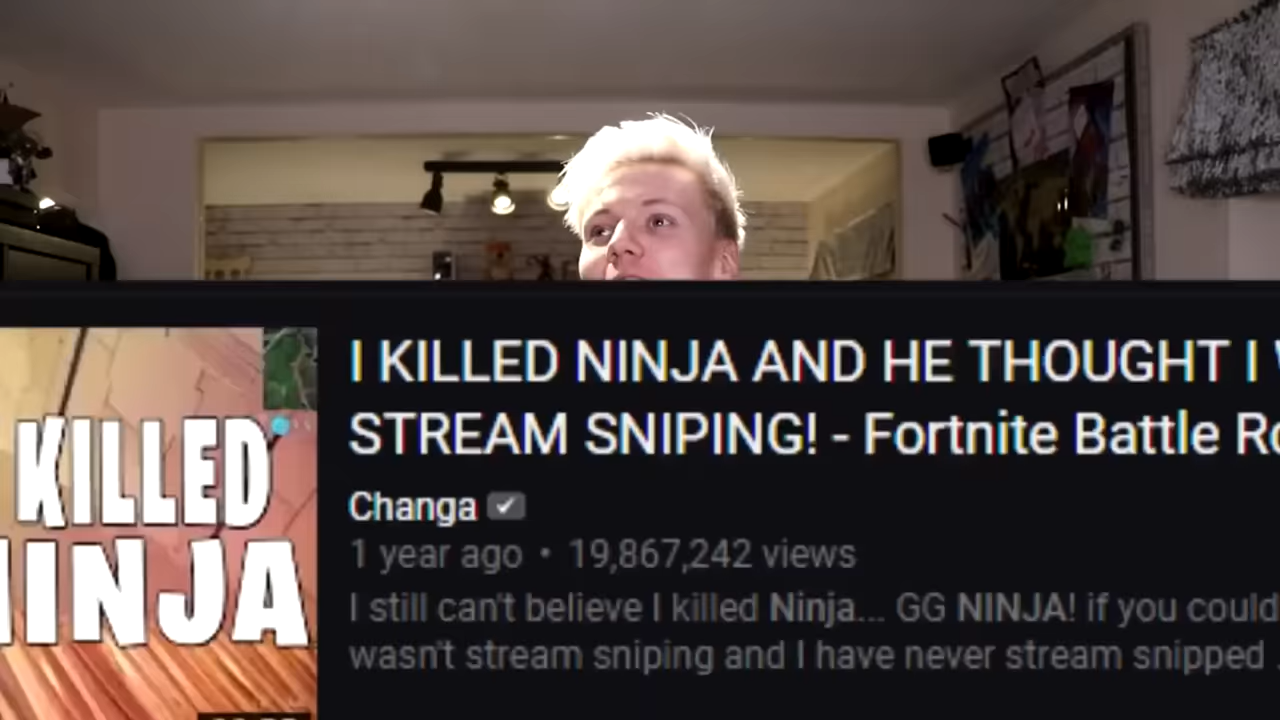 KILLED
NINJA
I KILLED NINJA AND HE THOUGHT I
STREAM SNIPING! - Fortnite Battle
Changa
1 year ago • 19,867,242 views
I still can't believe I killed Ninja... GG NINJA! if you could
wasn't stream sniping and I have never stream snipped